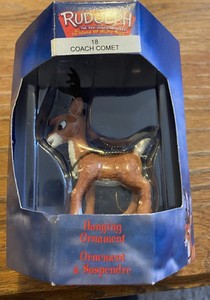 RUDOLPH
18
COACH COMET
Hanging
Ornament
Ornement
à Suspendre